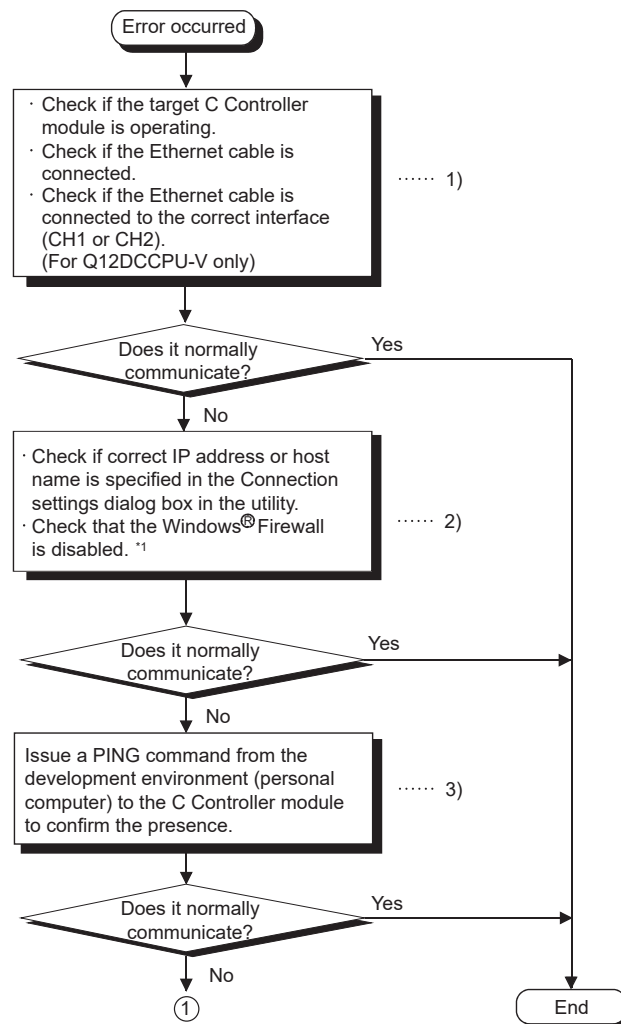 Error occurred
· Check if the target C Controller
module is operating.
· Check if the Ethernet cable is
connected.
· Check if the Ethernet cable is
connected to the correct interface
(CH1 or CH2).
(For Q12DCCPU-V only)
...... 1)
Does it normally
communicate?
Yes
No
· Check if correct IP address or host
name is specified in the Connection
settings dialog box in the utility.
· Check that the Windows® Firewall
is disabled. *1
...... 2)
Does it normally
communicate?
Yes
No
Issue a PING command from the
development environment (personal
computer) to the C Controller module
to confirm the presence.
...... 3)
Does it normally
communicate?
Yes
No
①
End